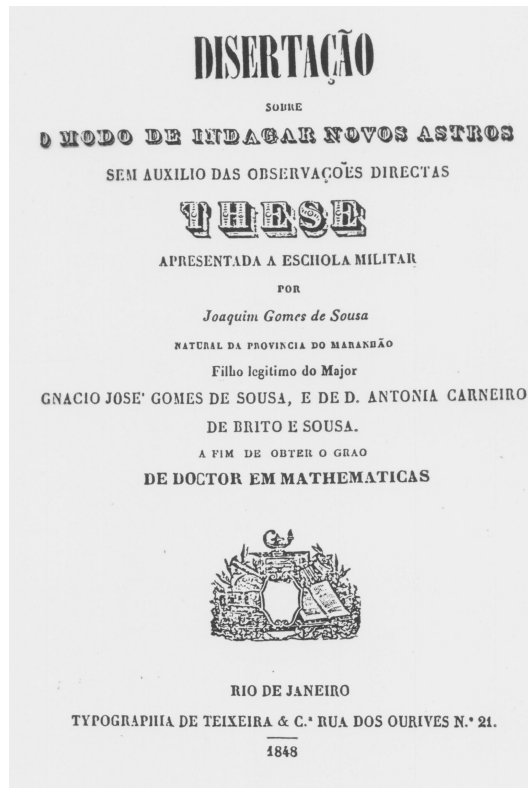 DISERTAÇÃO
SOBRE
O MODO DE INDAGAR NOVOS ASTROS
SEM AUXILIO DAS OBSERVAÇOẼS DIRECTAS
THESE
APRESENTADA A ESCHOLA MILITAR
POR
Joaquim Gomes de Sousa
NATURAL DA PROVINCIA DO MARANHÃO
Filho legitimo do Major
GNACIO JOSE' GOMES DE SOUSA, E DE D. ANTONIA CARNEIRO
DE BRITO E SOUSA.
A FIM DE OBTER O GRAO
DE DOCTOR EM MATHEMATICAS
RIO DE JANEIRO
TYPOGRAPHIA DE TEIXEIRA & C.ª RUA DOS OURIVES N.º 21.
1848